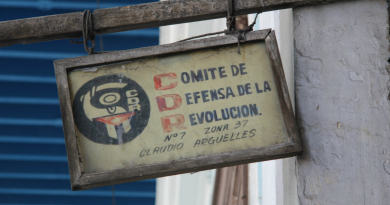 CDR
COMITE DE
DEFENSA DE LA
REVOLUCION.
Nº7 ZONA 37
CLAUDIO ARGUELLES